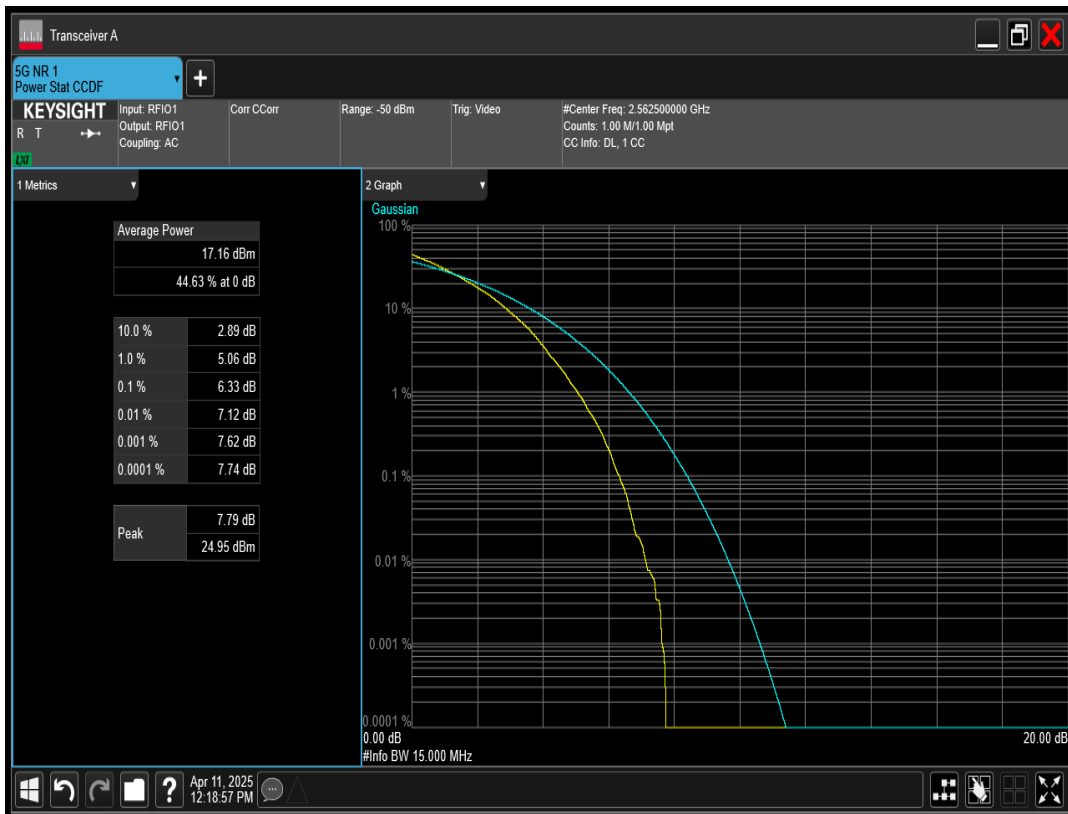 Transceiver A
5G NR 1
Power Stat CCDF
+
KEYSIGHT
R T
LXI
Input: RFIO1
Output: RFIO1
Coupling: AC
Corr CCorr
Range: -50 dBm
Trig: Video
#Center Freq: 2.562500000 GHz
Counts: 1.00 M/1.00 Mpt
CC Info: DL, 1 CC
1 Metrics
Average Power
17.16 dBm
44.63 % at 0 dB
10.0 % 2.89 dB
1.0 % 5.06 dB
0.1 % 6.33 dB
0.01 % 7.12 dB
0.001 % 7.62 dB
0.0001 % 7.74 dB
Peak
7.79 dB
24.95 dBm
2 Graph
Gaussian
100 %
10 %
1 %
0.1 %
0.01 %
0.001 %
0.0001 %
0.00 dB 20.00 dB
#Info BW 15.000 MHz
?
Apr 11, 2025
12:18:57 PM